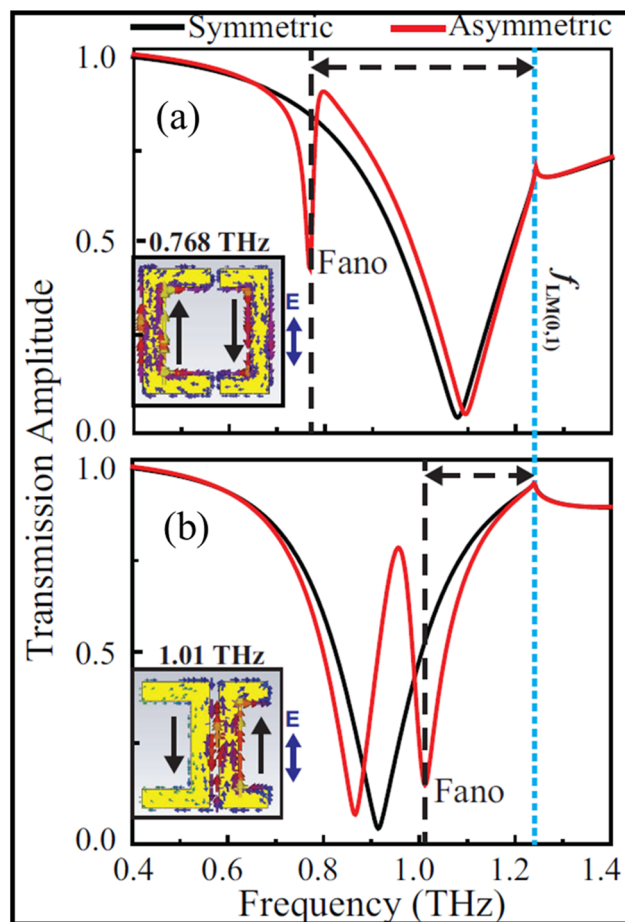 Symmetric Asymmetric
1.0
(a)
0.5
0.768 THz
Fano
E
f LM(0,1)
0.0
Transmission Amplitude
1.0
(b)
0.5
1.01 THz
E
Fano
0.0
0.4 0.6 0.8 1.0 1.2 1.4
Frequency (THz)